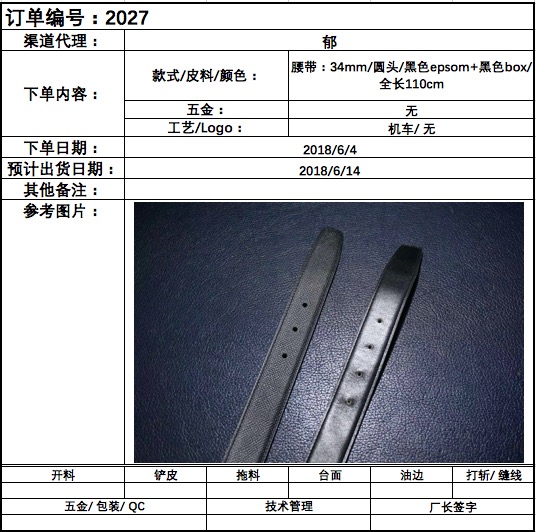 订单编号：2027
渠道代理： 郁
下单内容： 款式/皮料/颜色： 腰带：34mm/圆头/黑色epsom+黑色box/
全长110cm
五金： 无
工艺/Logo： 机车/ 无
下单日期： 2018/6/4
预计出货日期： 2018/6/14
其他备注：
参考图片：
开料 铲皮 拖料 台面 油边 打斩/ 缝线
五金/ 包装/ QC 技术管理 厂长签字